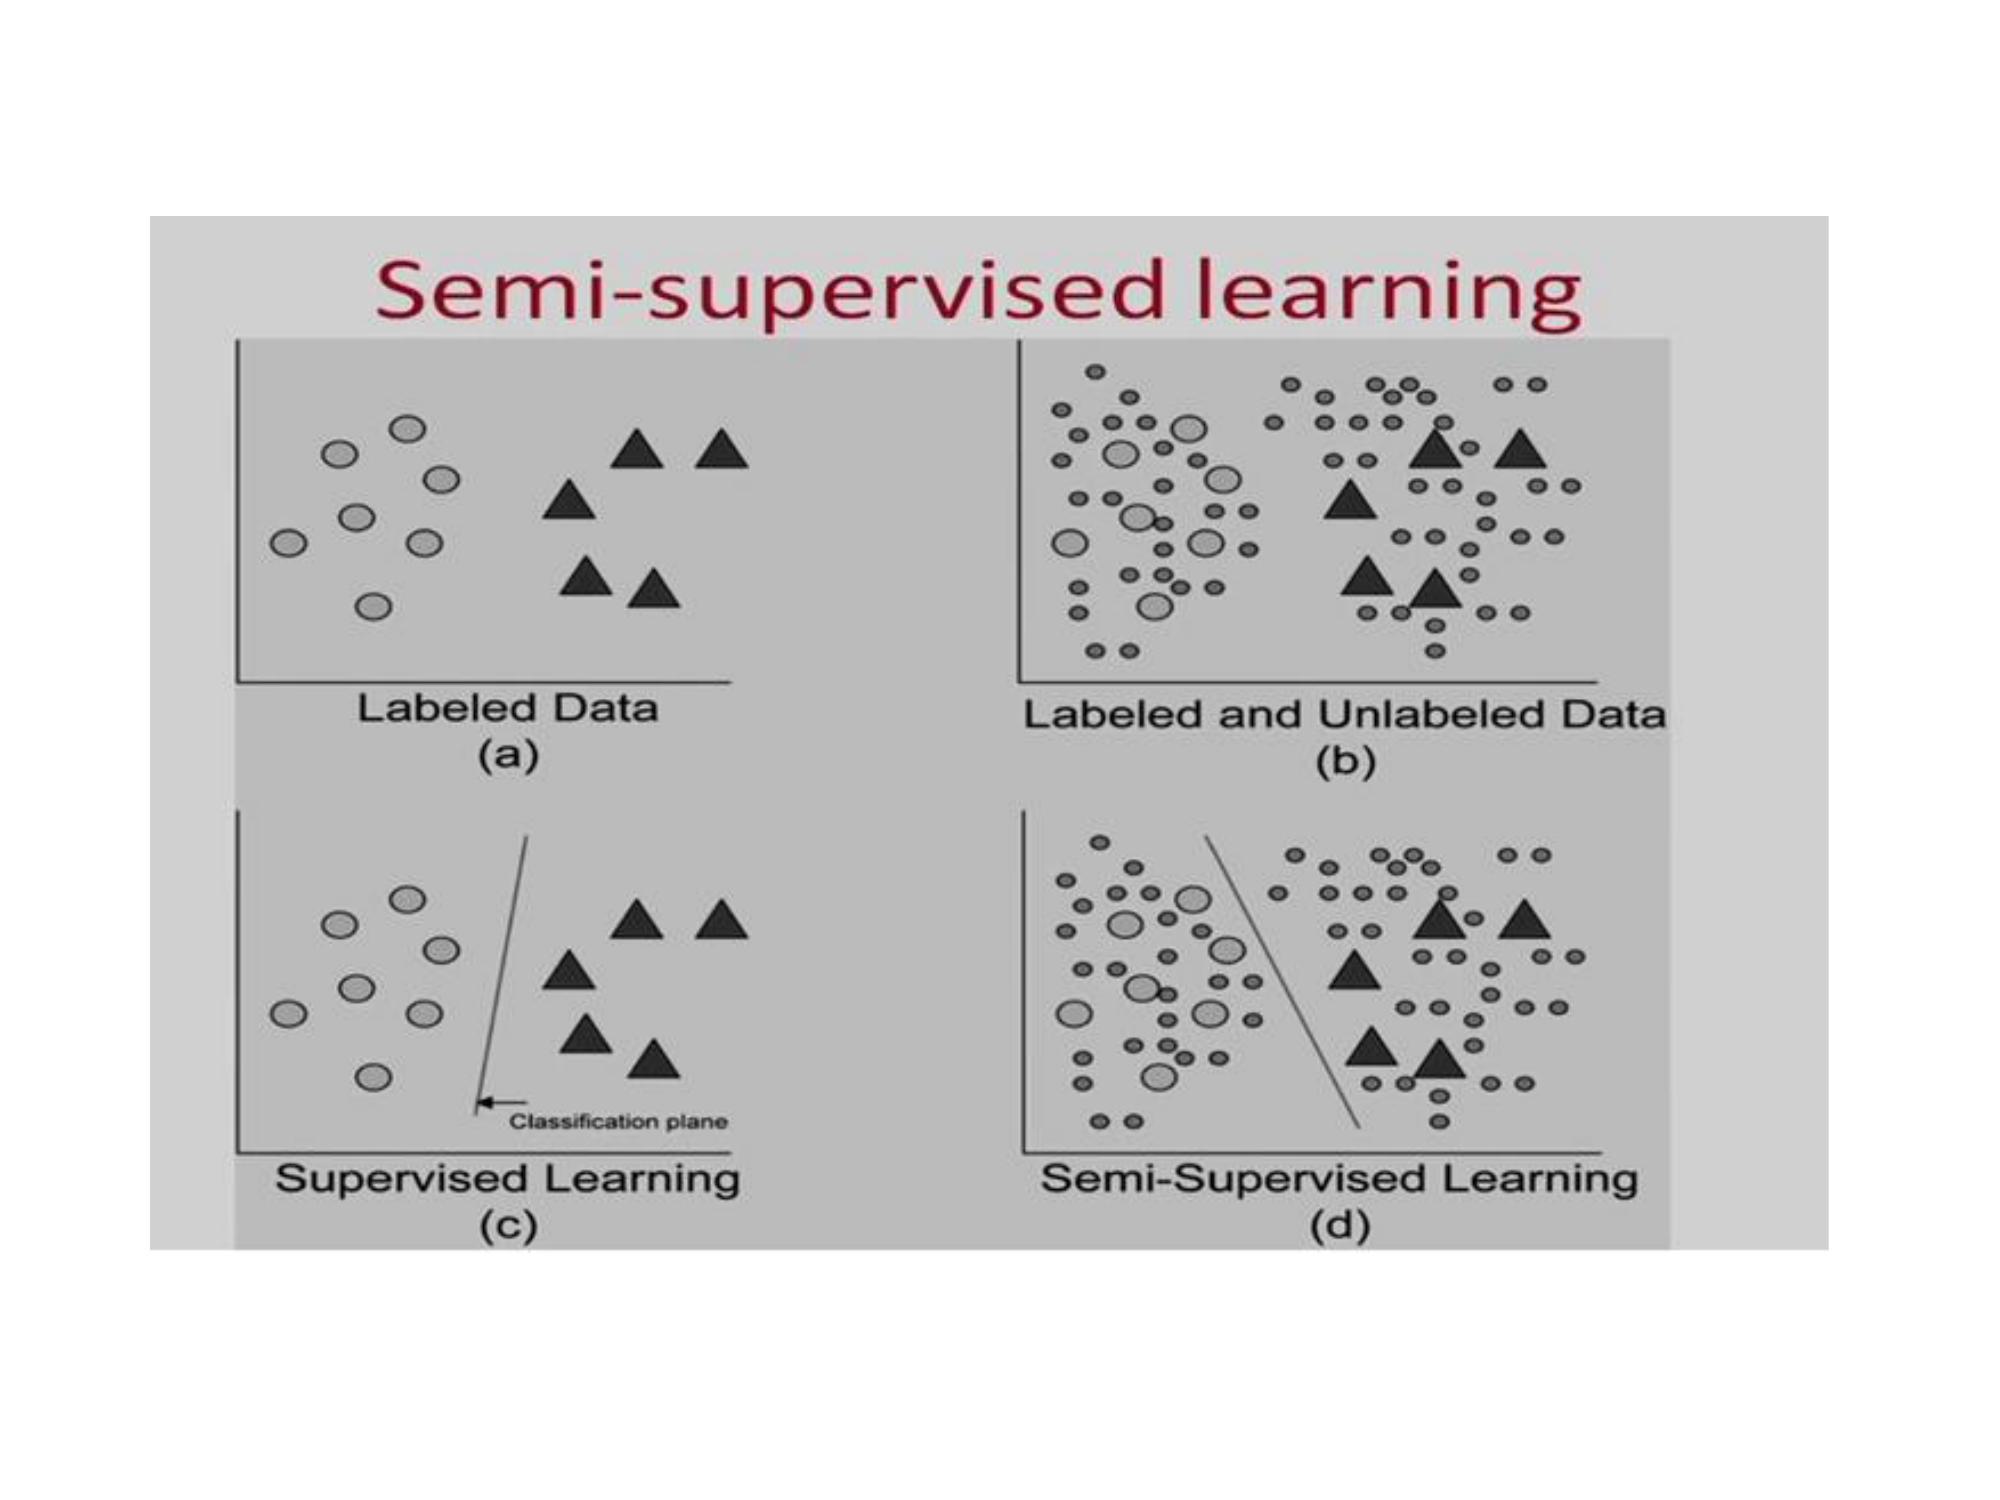 Semi-supervised learning
Labeled Data
(a)
Labeled and Unlabeled Data
(b)
Classification plane
Supervised Learning
(c)
Semi-Supervised Learning
(d)